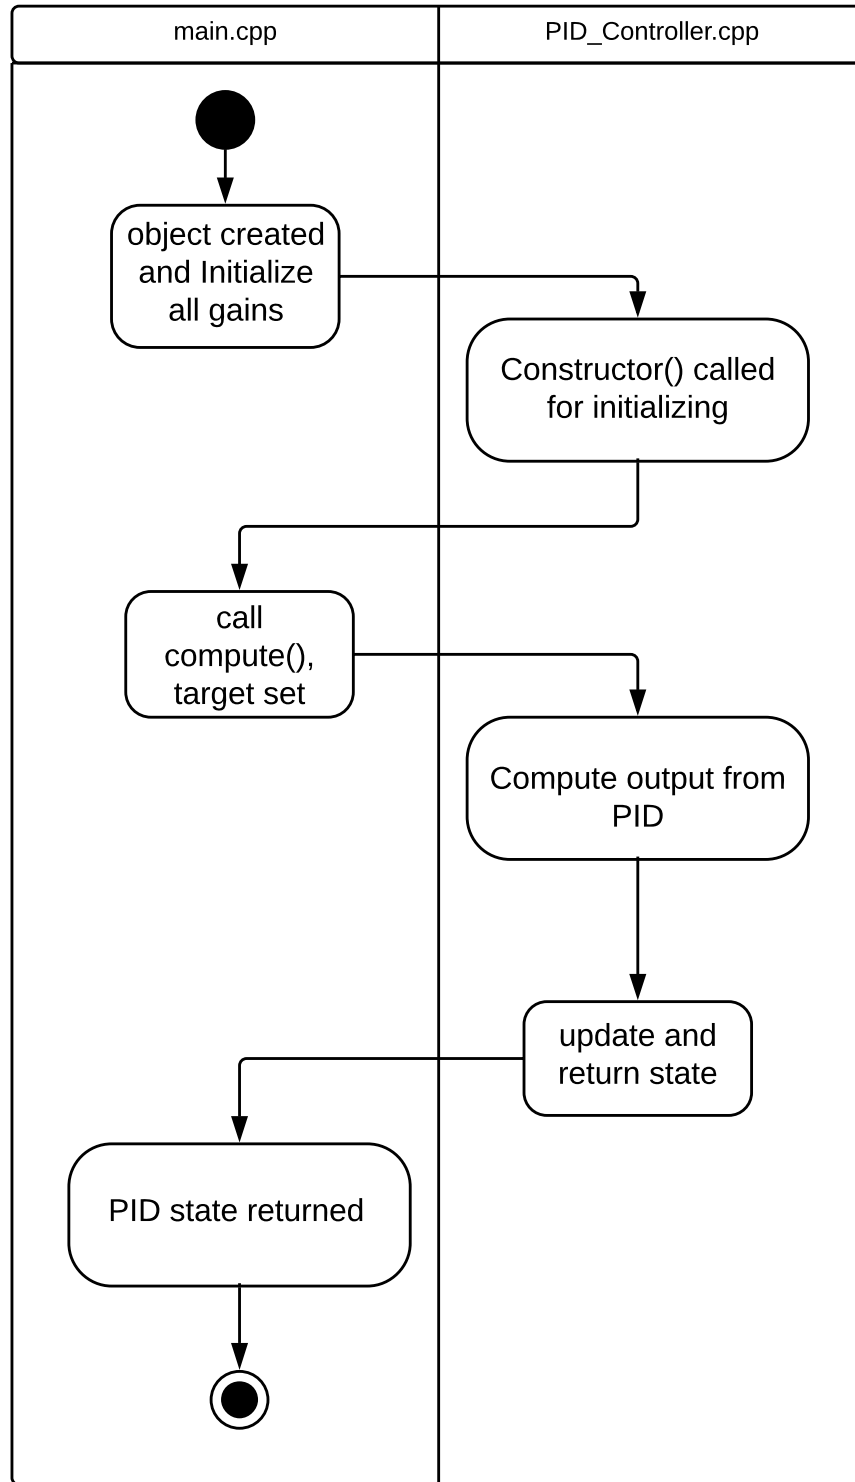 main.cpp
PID_Controller.cpp
object created
and Initialize
all gains
Constructor() called
for initializing
call
compute(),
target set
Compute output from
PID
update and
return state
PID state returned